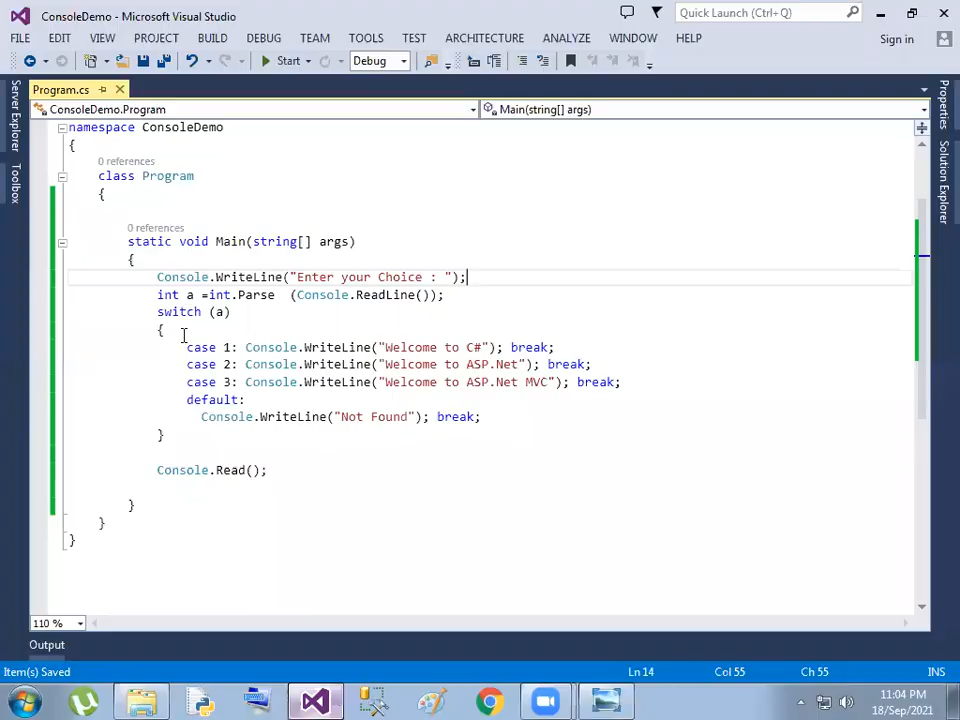 ConsoleDemo - Microsoft Visual Studio
Quick Launch (Ctrl+Q)
FILE EDIT VIEW PROJECT BUILD DEBUG TEAM TOOLS TEST ARCHITECTURE ANALYZE WINDOW HELP
Sign in
Start
Debug
Program.cs
ConsoleDemo.Program
Main(string[] args)
Server Explorer
Toolbox
Properties
Solution Explorer
namespace ConsoleDemo
{
0 references
class Program
{
0 references
static void Main(string[] args)
{
Console.WriteLine("Enter your Choice : ");
int a =int.Parse  (Console.ReadLine());
switch (a)
{
case 1: Console.WriteLine("Welcome to C#"); break;
case 2: Console.WriteLine("Welcome to ASP.Net"); break;
case 3: Console.WriteLine("Welcome to ASP.Net MVC"); break;
default:
Console.WriteLine("Not Found"); break;
}
Console.Read();
}
}
}
110 %
Output
Item(s) Saved
Ln 14
Col 55
Ch 55
INS
11:04 PM
18/Sep/2021